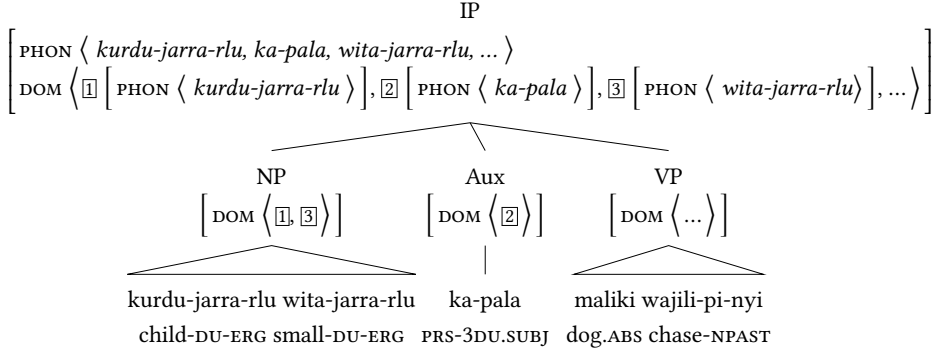 IP
PHON ⟨ kurdu-jarra-rlu, ka-pala, wita-jarra-rlu, … ⟩
DOM ⟨ 1 [ PHON ⟨ kurdu-jarra-rlu ⟩ ], 2 [ PHON ⟨ ka-pala ⟩ ], 3 [ PHON ⟨ wita-jarra-rlu⟩ ], … ⟩
NP Aux VP
[ DOM ⟨ 1, 3 ⟩ ] [ DOM ⟨ 2 ⟩ ] [ DOM ⟨ … ⟩ ]
kurdu-jarra-rlu wita-jarra-rlu ka-pala maliki wajili-pi-nyi
child-DU-ERG small-DU-ERG PRS-3DU.SUBJ dog.ABS chase-NPAST